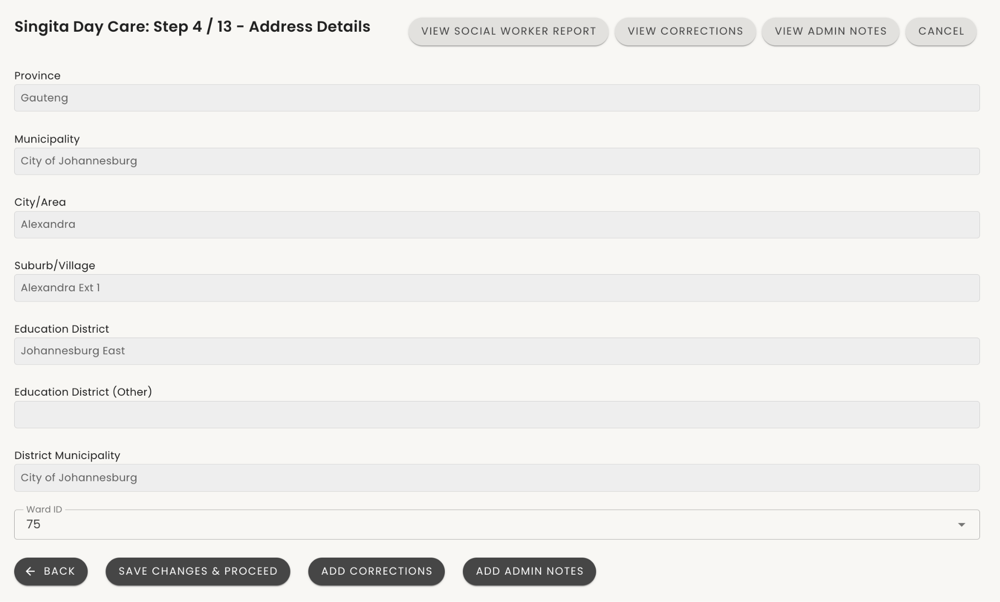 Singita Day Care: Step 4 / 13 - Address Details
VIEW SOCIAL WORKER REPORT
VIEW CORRECTIONS
VIEW ADMIN NOTES
CANCEL
Province
Gauteng
Municipality
City of Johannesburg
City/Area
Alexandra
Suburb/Village
Alexandra Ext 1
Education District
Johannesburg East
Education District (Other)
District Municipality
City of Johannesburg
Ward ID
75
BACK
SAVE CHANGES & PROCEED
ADD CORRECTIONS
ADD ADMIN NOTES